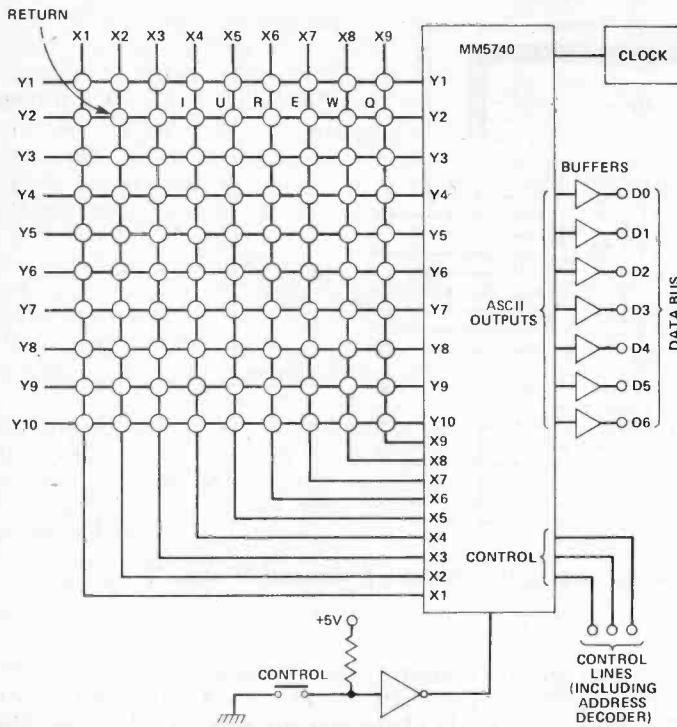 RETURN
X1 X2 X3 X4 X5 X6 X7 X8 X9
MM5740
CLOCK
Y1 Y1
I U R E W Q
Y2 Y2
Y3 Y3
Y4 Y4
Y5 Y5
Y6 Y6
Y7 Y7
Y8 Y8
Y9 Y9
Y10 Y10
X9
X8
X7
X6
X5
X4
X3
X2
X1
BUFFERS
D0
D1
D2
D3
D4
D5
O6
ASCII
OUTPUTS
DATA BUS
CONTROL
+5V
CONTROL
CONTROL
LINES
(INCLUDING
ADDRESS
DECODER)